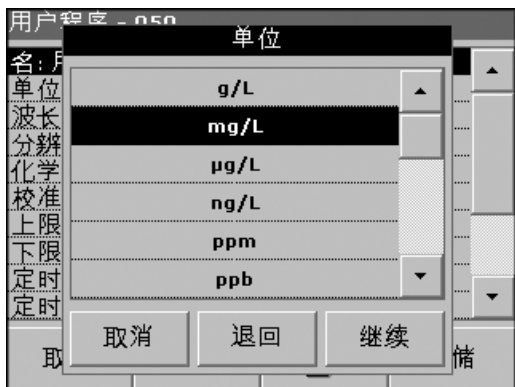 用户程序 - 050
单位
名: 用
单位
波长
分辨
化学
校准
上限
下限
定时
定时
g/L
mg/L
µg/L
ng/L
ppm
ppb
取消
退回
继续
取
储